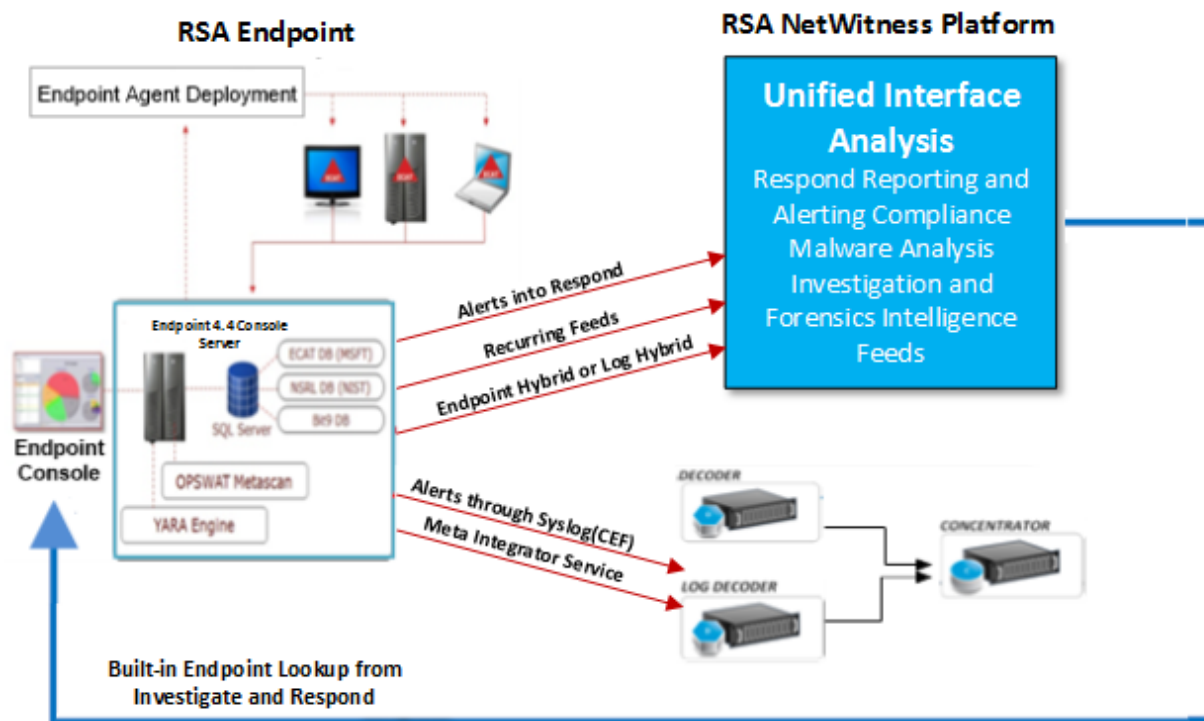 RSA Endpoint
RSA NetWitness Platform
Endpoint Agent Deployment
ECAT
ECAT
ECAT
Unified Interface
Analysis
Respond Reporting and
Alerting Compliance
Malware Analysis
Investigation and
Forensics Intelligence
Feeds
Alerts into Respond
Recurring Feeds
Endpoint Hybrid or Log Hybrid
Endpoint 4.4 Console
Server
ECAT DB (MSFT)
NSRL DB (NIST)
Bit9 DB
SQL Server
OPSWAT Metascan
YARA Engine
Endpoint
Console
Alerts through Syslog(CEF)
Meta Integrator Service
DECODER
LOG DECODER
CONCENTRATOR
Built-in Endpoint Lookup from
Investigate and Respond